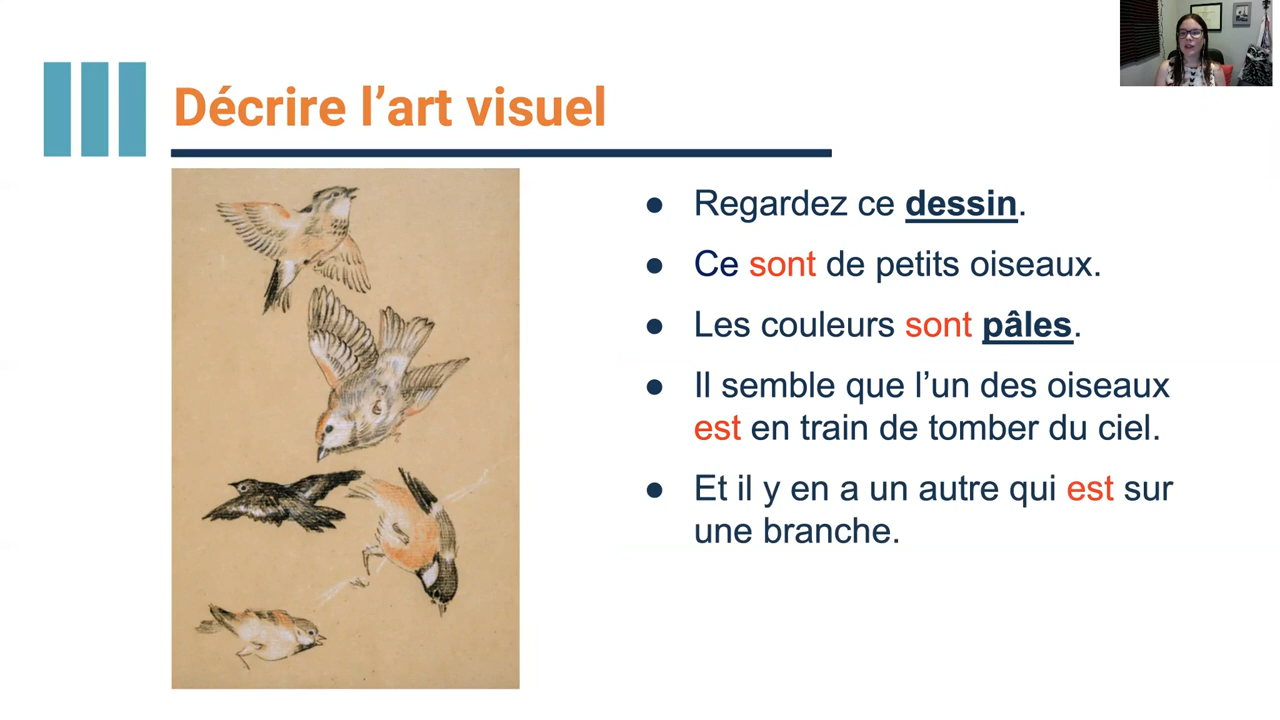 Décrire l’art visuel
● Regardez ce dessin.
● Ce sont de petits oiseaux.
● Les couleurs sont pâles.
● Il semble que l’un des oiseaux
est en train de tomber du ciel.
● Et il y en a un autre qui est sur
une branche.